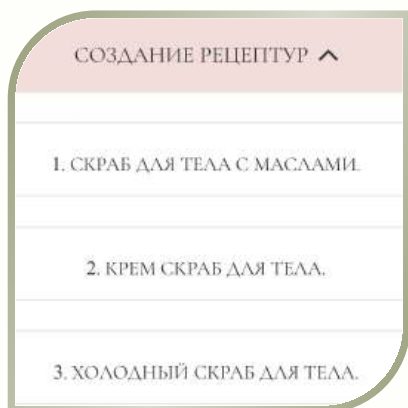 СОЗДАНИЕ РЕЦЕПТУР
1. СКРАБ ДЛЯ ТЕЛА С МАСЛАМИ.
2. КРЕМ СКРАБ ДЛЯ ТЕЛА.
3. ХОЛОДНЫЙ СКРАБ ДЛЯ ТЕЛА.